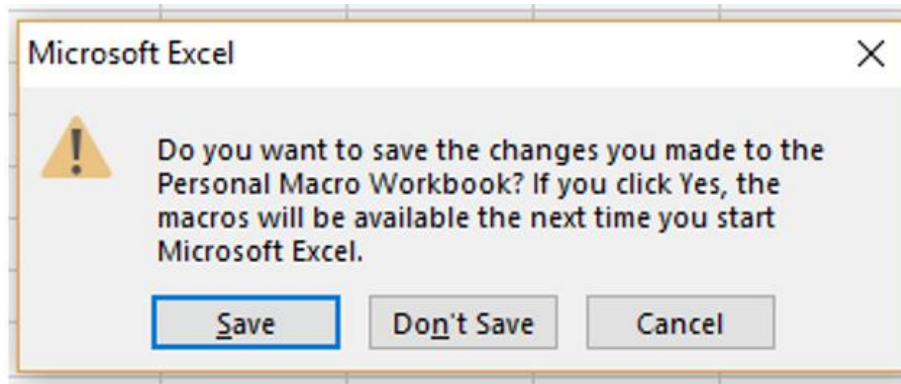 Microsoft Excel
Do you want to save the changes you made to the
Personal Macro Workbook? If you click Yes, the
macros will be available the next time you start
Microsoft Excel.
Save Don't Save Cancel